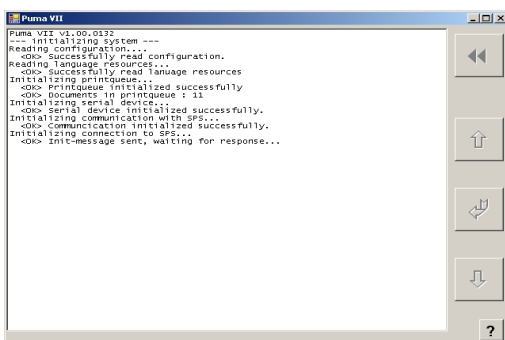 Puma VII
Puma VII v1.00.0132
--- initializing system ---
Reading configuration....
<OK> Successfully read configuration.
Reading language resources...
<OK> Successfully read lanuage resources
Initializing printqueue...
<OK> Printqueue initialized successfully
<OK> Documents in printqueue : 11
Initializing serial device...
<OK> Serial device initialized successfully.
Initializing communication with SPS...
<OK> Communcication initialized successfully.
Initializing connection to SPS...
<OK> Init-message sent, waiting for response...
?